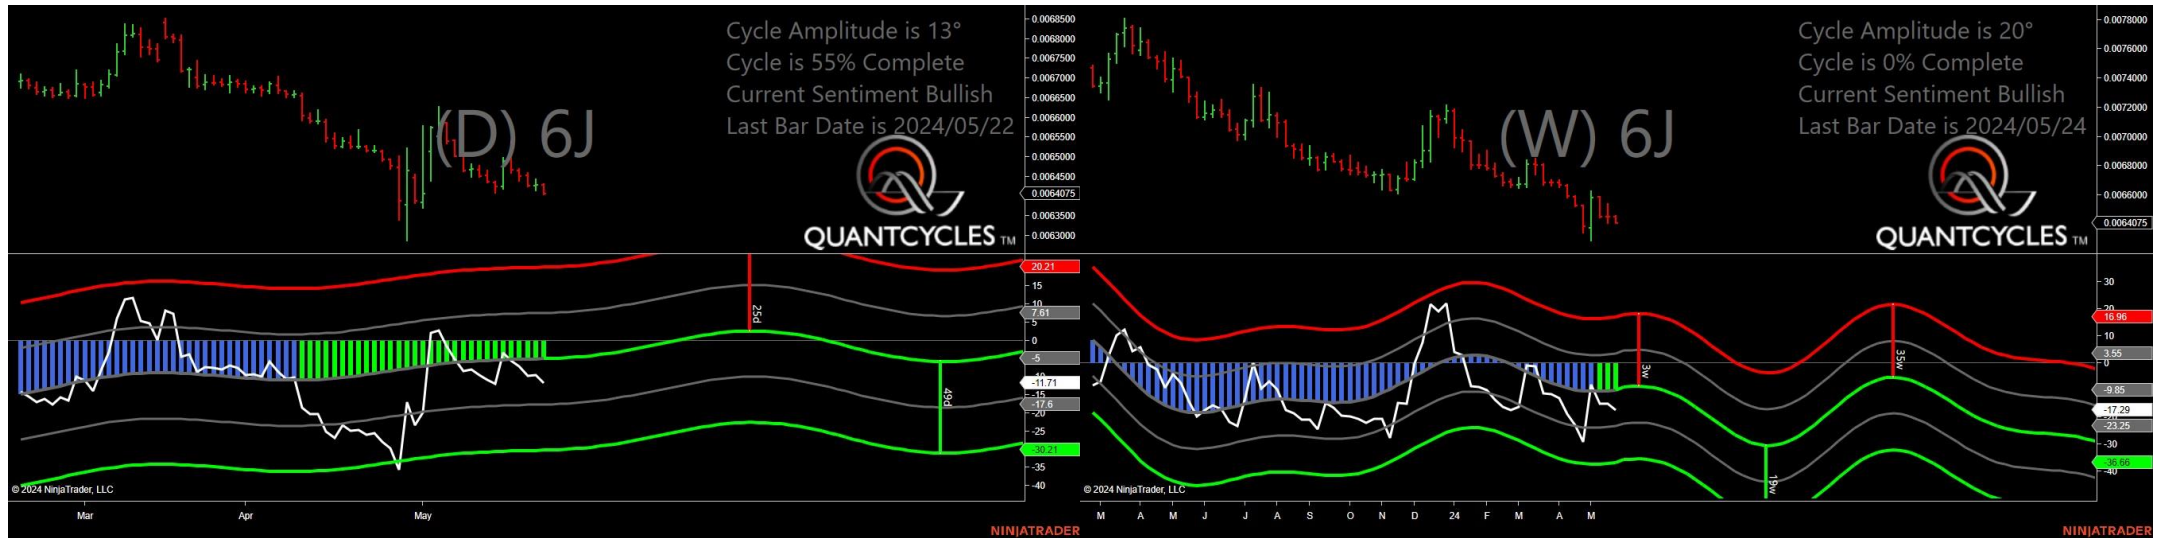 Cycle Amplitude is 13°
Cycle is 55% Complete
Current Sentiment Bullish
Last Bar Date is 2024/05/22
(D) 6J
QUANTCYCLES TM
0.0068500
0.0068000
0.0067500
0.0067000
0.0066500
0.0066000
0.0065500
0.0065000
0.0064500
0.0064075
0.0063500
0.0063000
25d
49d
20.21
15
7.61
5
0
-5
-11.71
-15
-17.6
-20
-25
-30.21
-35
-40
© 2024 NinjaTrader, LLC
Mar Apr May
NINJATRADER
Cycle Amplitude is 20°
Cycle is 0% Complete
Current Sentiment Bullish
Last Bar Date is 2024/05/24
(W) 6J
QUANTCYCLES TM
0.0078000
0.0076000
0.0074000
0.0072000
0.0070000
0.0068000
0.0066000
0.0064075
3w
19w
35w
30
20
16.96
10
3.55
0
-9.85
-17.29
-23.25
-30
-36.66
-40
© 2024 NinjaTrader, LLC
M A M J J A S O N D 24 F M A M
NINJATRADER